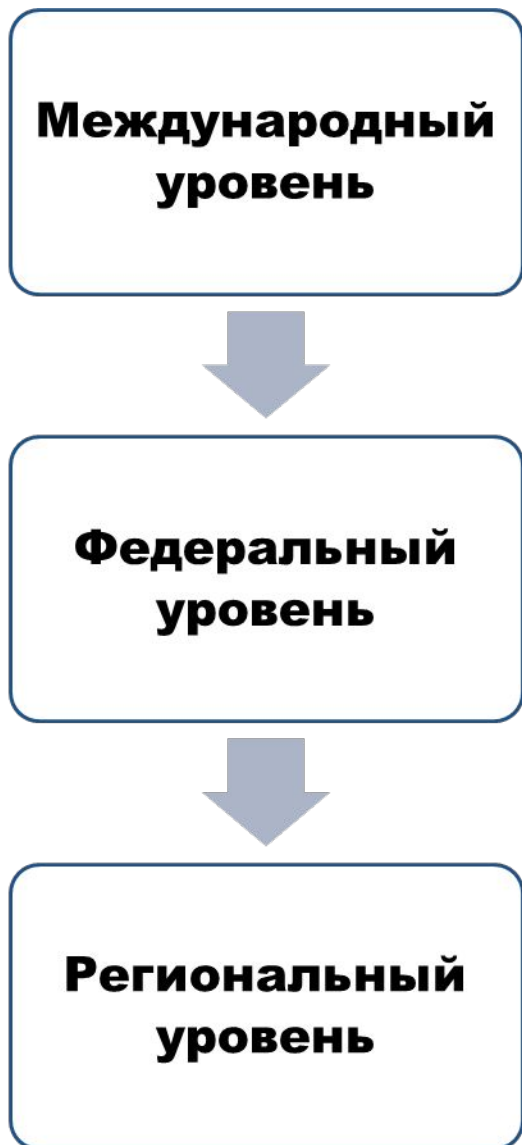 Международный
уровень
Федеральный
уровень
Региональный
уровень